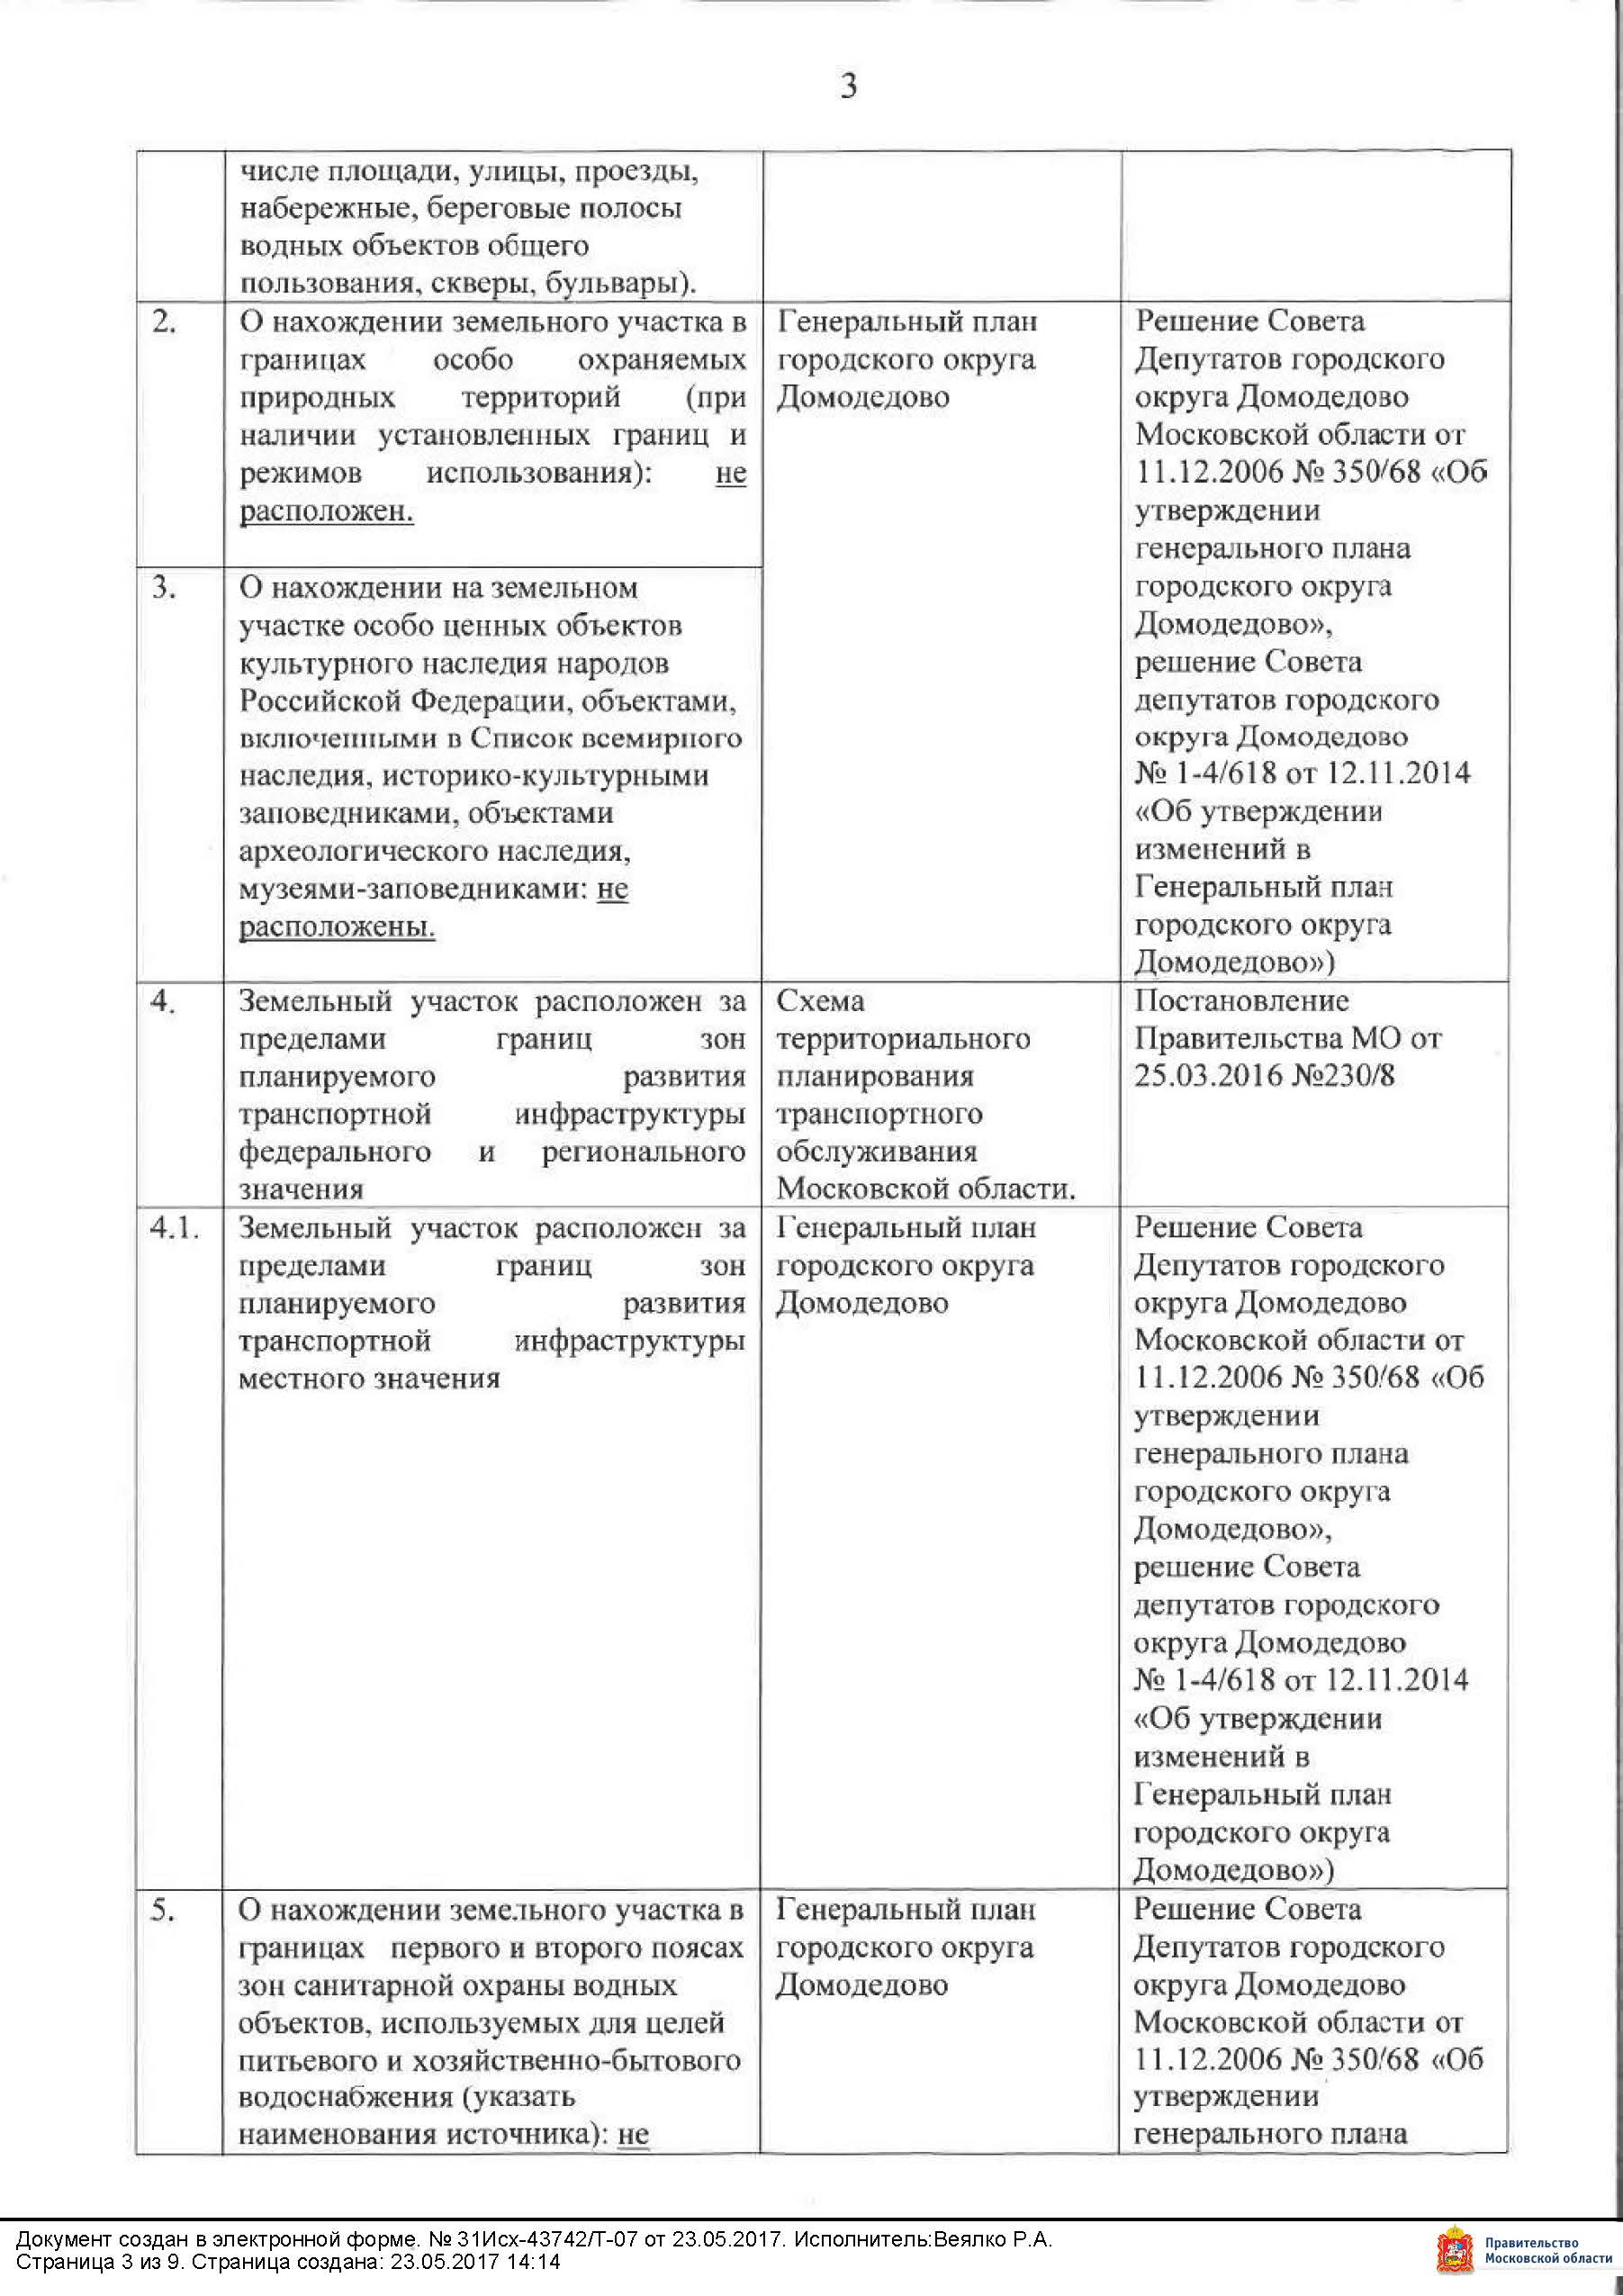 3
числе площади, улицы, проезды,
набережные, береговые полосы
водных объектов общего
пользования, скверы, бульвары).
2.
О нахождении земельного участка в
границах особо охраняемых
природных территорий (при
наличии установленных границ и
режимов использования): не
расположен.
Генеральный план
городского округа
Домодедово
Решение Совета
Депутатов городского
округа Домодедово
Московской области от
11.12.2006 № 350/68 «Об
утверждении
генерального плана
городского округа
Домодедово»,
решение Совета
депутатов городского
округа Домодедово
№ 1-4/618 от 12.11.2014
«Об утверждении
изменений в
Генеральный план
городского округа
Домодедово»)
3.
О нахождении на земельном
участке особо ценных объектов
культурного наследия народов
Российской Федерации, объектами,
включенными в Список всемирного
наследия, историко-культурными
заповедниками, объектами
археологического наследия,
музеями-заповедниками: не
расположены.
4.
Земельный участок расположен за
пределами границ зон
планируемого развития
транспортной инфраструктуры
федерального и регионального
значения
Схема
территориального
планирования
транспортного
обслуживания
Московской области.
Постановление
Правительства МО от
25.03.2016 №230/8
4.1.
Земельный участок расположен за
пределами границ зон
планируемого развития
транспортной инфраструктуры
местного значения
Генеральный план
городского округа
Домодедово
Решение Совета
Депутатов городского
округа Домодедово
Московской области от
11.12.2006 № 350/68 «Об
утверждении
генерального плана
городского округа
Домодедово»,
решение Совета
депутатов городского
округа Домодедово
№ 1-4/618 от 12.11.2014
«Об утверждении
изменений в
Генеральный план
городского округа
Домодедово»)
5.
О нахождении земельного участка в
границах первого и второго поясах
зон санитарной охраны водных
объектов, используемых для целей
питьевого и хозяйственно-бытового
водоснабжения (указать
наименования источника): не
Генеральный план
городского округа
Домодедово
Решение Совета
Депутатов городского
округа Домодедово
Московской области от
11.12.2006 № 350/68 «Об
утверждении
генерального плана
Документ создан в электронной форме. № 31Исх-43742/Т-07 от 23.05.2017. Исполнитель:Веялко Р.А.
Страница 3 из 9. Страница создана: 23.05.2017 14:14
Правительство
Московской области